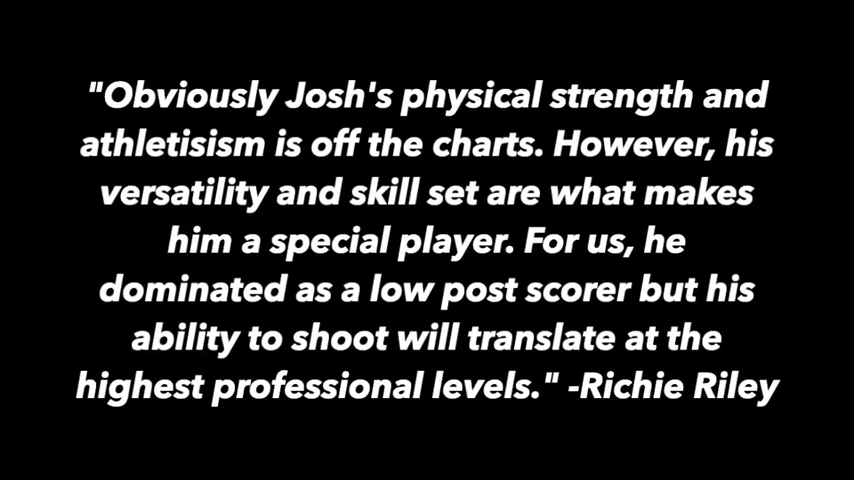 "Obviously Josh's physical strength and
athletisism is off the charts. However, his
versatility and skill set are what makes
him a special player. For us, he
dominated as a low post scorer but his
ability to shoot will translate at the
highest professional levels." -Richie Riley